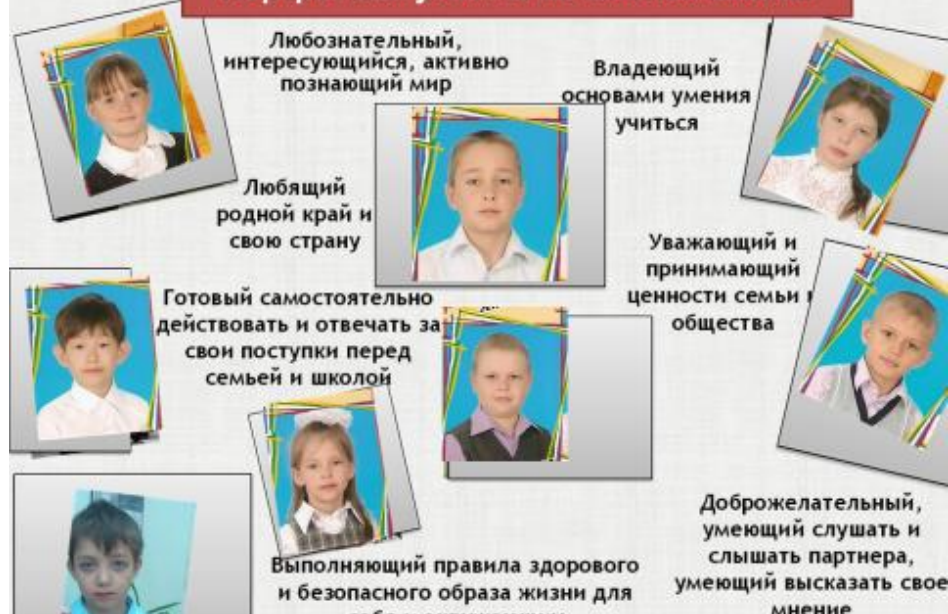 Любознательный,
интересующийся, активно
познающий мир
Владеющий
основами умения
учиться
Любящий
родной край и
свою страну
Уважающий и
принимающий
ценности семьи
общества
Готовый самостоятельно
действовать и отвечать за
свои поступки перед
семьей и школой
Доброжелательный,
умеющий слушать и
слышать партнера,
умеющий высказать свое
мнение
Выполняющий правила здорового
и безопасного образа жизни для